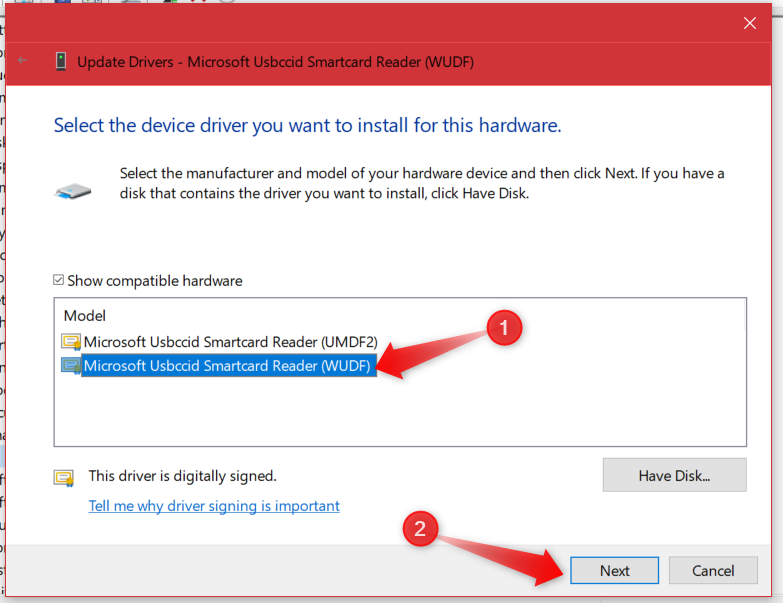 Update Drivers - Microsoft Usbccid Smartcard Reader (WUDF)
Select the device driver you want to install for this hardware.
Select the manufacturer and model of your hardware device and then click Next. If you have a
disk that contains the driver you want to install, click Have Disk.
Show compatible hardware
Model
1
Microsoft Usbccid Smartcard Reader (UMDF2)
Microsoft Usbccid Smartcard Reader (WUDF)
This driver is digitally signed.
Have Disk...
Tell me why driver signing is important
2
Next
Cancel